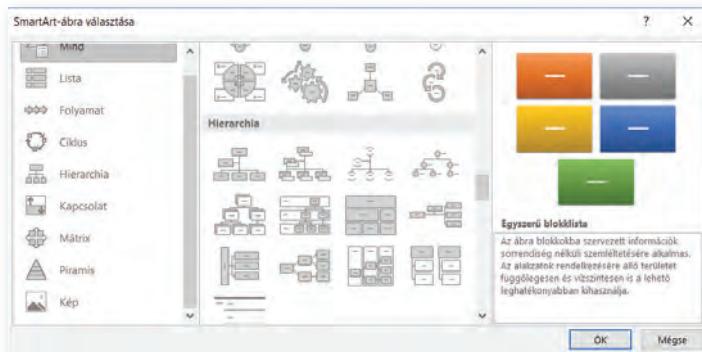 SmartArt-ábra választása
Mind
Lista
Folyamat
Ciklus
Hierarchia
Kapcsolat
Mátrix
Piramis
Kép
Hierarchia
Egyszerű blokklista
Az ábra blokkokba szervezett információk
sorrendiség nélküli szemléltetésére alkalmas.
Az alakzatok rendelkezésére álló területet
függőlegesen és vízszintesen is a lehető
leghatékonyabban kihasználja.
OK
Mégse